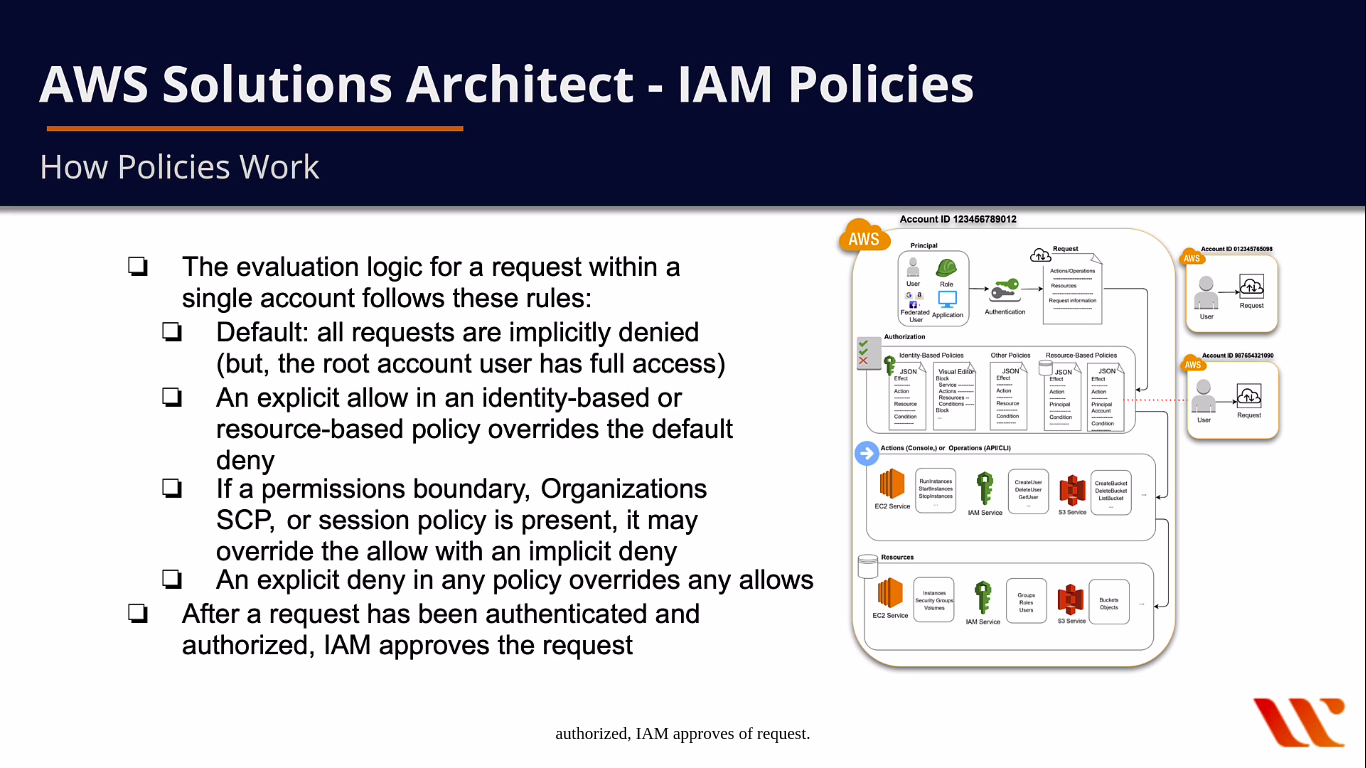 AWS Solutions Architect - IAM Policies
How Policies Work
❏ The evaluation logic for a request within a
single account follows these rules:
❏ Default: all requests are implicitly denied
(but, the root account user has full access)
❏ An explicit allow in an identity-based or
resource-based policy overrides the default
deny
❏ If a permissions boundary, Organizations
SCP, or session policy is present, it may
override the allow with an implicit deny
❏ An explicit deny in any policy overrides any allows
❏ After a request has been authenticated and
authorized, IAM approves the request
Account ID 123456789012
AWS
Principal
User
Role
Federated
User
Application
Authentication
Request
Actions/Operations
Resources
Request information
Authorization
Identity-Based Policies
Other Policies
Resource-Based Policies
JSON
Effect
Action
Resource
Condition
Visual Editor
Block
Service
Actions
Resources
Conditions
Block
...
JSON
Effect
Action
Resource
Condition
JSON
Effect
Action
Principal
Condition
JSON
Effect
Action
Principal
Account
Condition
Actions (Console,) or Operations (API/CLI)
EC2 Service
RunInstances
StartInstances
StopInstances
...
IAM Service
CreateUser
DeleteUser
GetUser
...
S3 Service
CreateBucket
DeleteBucket
ListBucket
...
...
Resources
EC2 Service
Instances
Security Groups
Volumes
IAM Service
Groups
Roles
Users
S3 Service
Buckets
Objects
...
Account ID 012345765098
AWS
User
Request
Account ID 987654321090
AWS
User
Request
authorized, IAM approves of request.